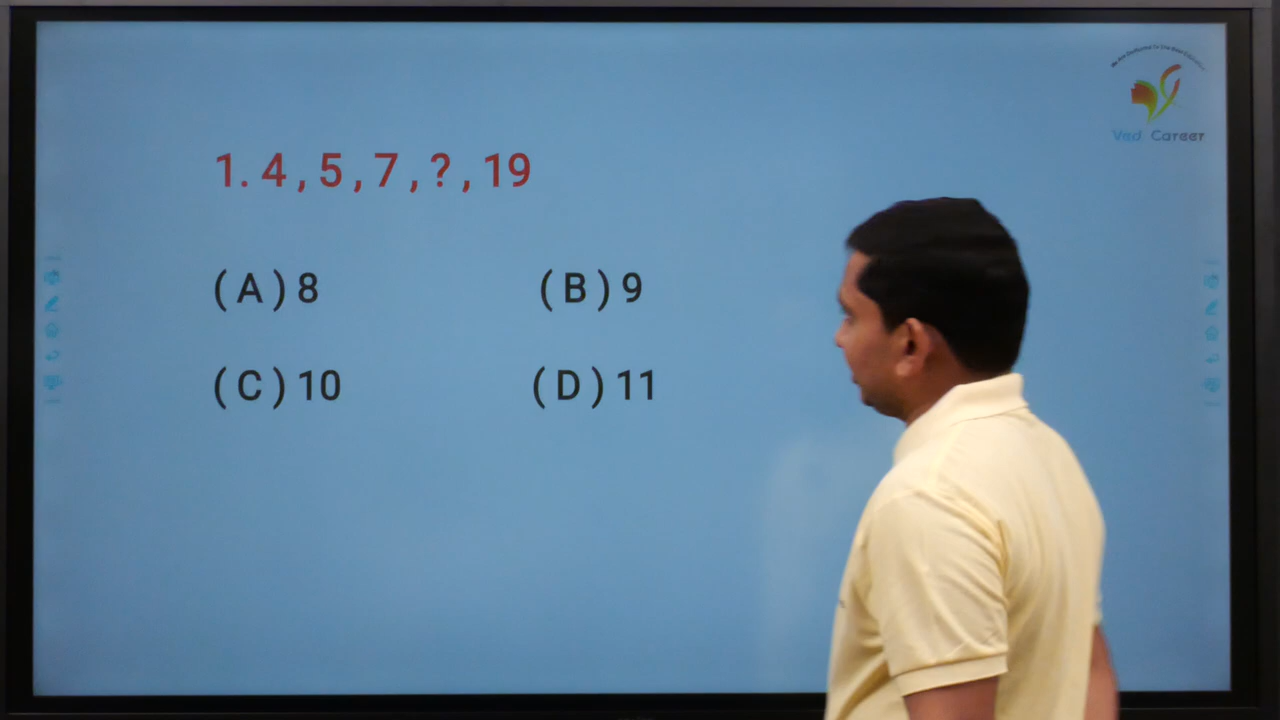 Ved Career
1. 4 , 5 , 7 , ? , 19
( A ) 8 ( B ) 9
( C ) 10 ( D ) 11